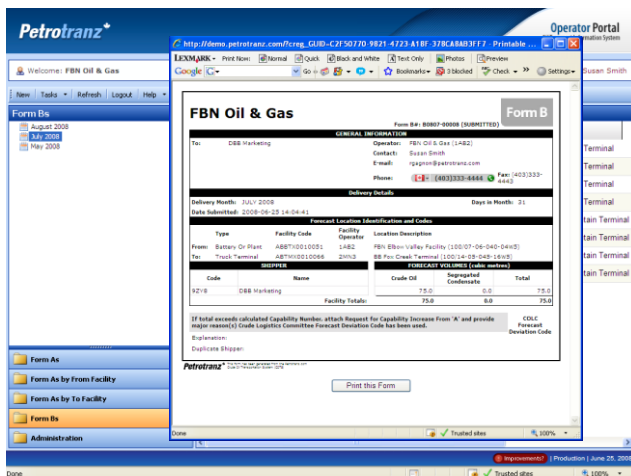 Petrotranz
Operator Portal
http://demo.petrotranz.com/?creg_GUID=C2F50770-9821-4723-A18F-378CA8AB3FF7 - Printable ...
LEXMARK Print Now: Normal Quick Black and White Text Only Photos Preview
Google Go Bookmarks 3 blocked Check Settings
Welcome: FBN Oil & Gas
Susan Smith
New Tasks Refresh Logout Help
Form Bs
August 2008
July 2008
May 2008
FBN Oil & Gas
Form B
Form B#: B0807-00008 (SUBMITTED)
GENERAL INFORMATION
To: DBB Marketing
Operator: FBN Oil & Gas (1AB2)
Contact: Susan Smith
E-mail: rgagnon@petrotranz.com
Phone: (403)333-4444 Fax: (403)333-4443
Delivery Details
Delivery Month: JULY 2008 Days in Month: 31
Date Submitted: 2008-06-25 14:04:41
Forecast Location Identification and Codes
Type Facility Code Facility Operator Location Description
From: Battery Or Plant ABBTX0010051 1AB2 FBN Elbow Valley Facility (100/07-06-040-04W5)
To: Truck Terminal ABTMX0010066 2MN3 BB Fox Creek Terminal (100/14-09-049-16W5)
SHIPPER FORECAST VOLUMES (cubic metres)
Code Name Crude Oil Segregated Condensate Total
9ZY8 DBB Marketing 75.0 0.0 75.0
Facility Totals: 75.0 0.0 75.0
If total exceeds calculated Capability Number, attach Request for Capability Increase From 'A' and provide
major reason(s) Crude Logistics Committee Forecast Deviation Code has been used.
COLC
Forecast
Deviation Code
Explanation:
Duplicate Shipper:
Petrotranz
Print this Form
Done Trusted sites 100%
Terminal
Terminal
Terminal
Terminal
tain Terminal
tain Terminal
tain Terminal
tain Terminal
Form As
Form As by From Facility
Form As by To Facility
Form Bs
Administration
Improvements? | Production | June 25, 2008
Done Trusted sites 100%